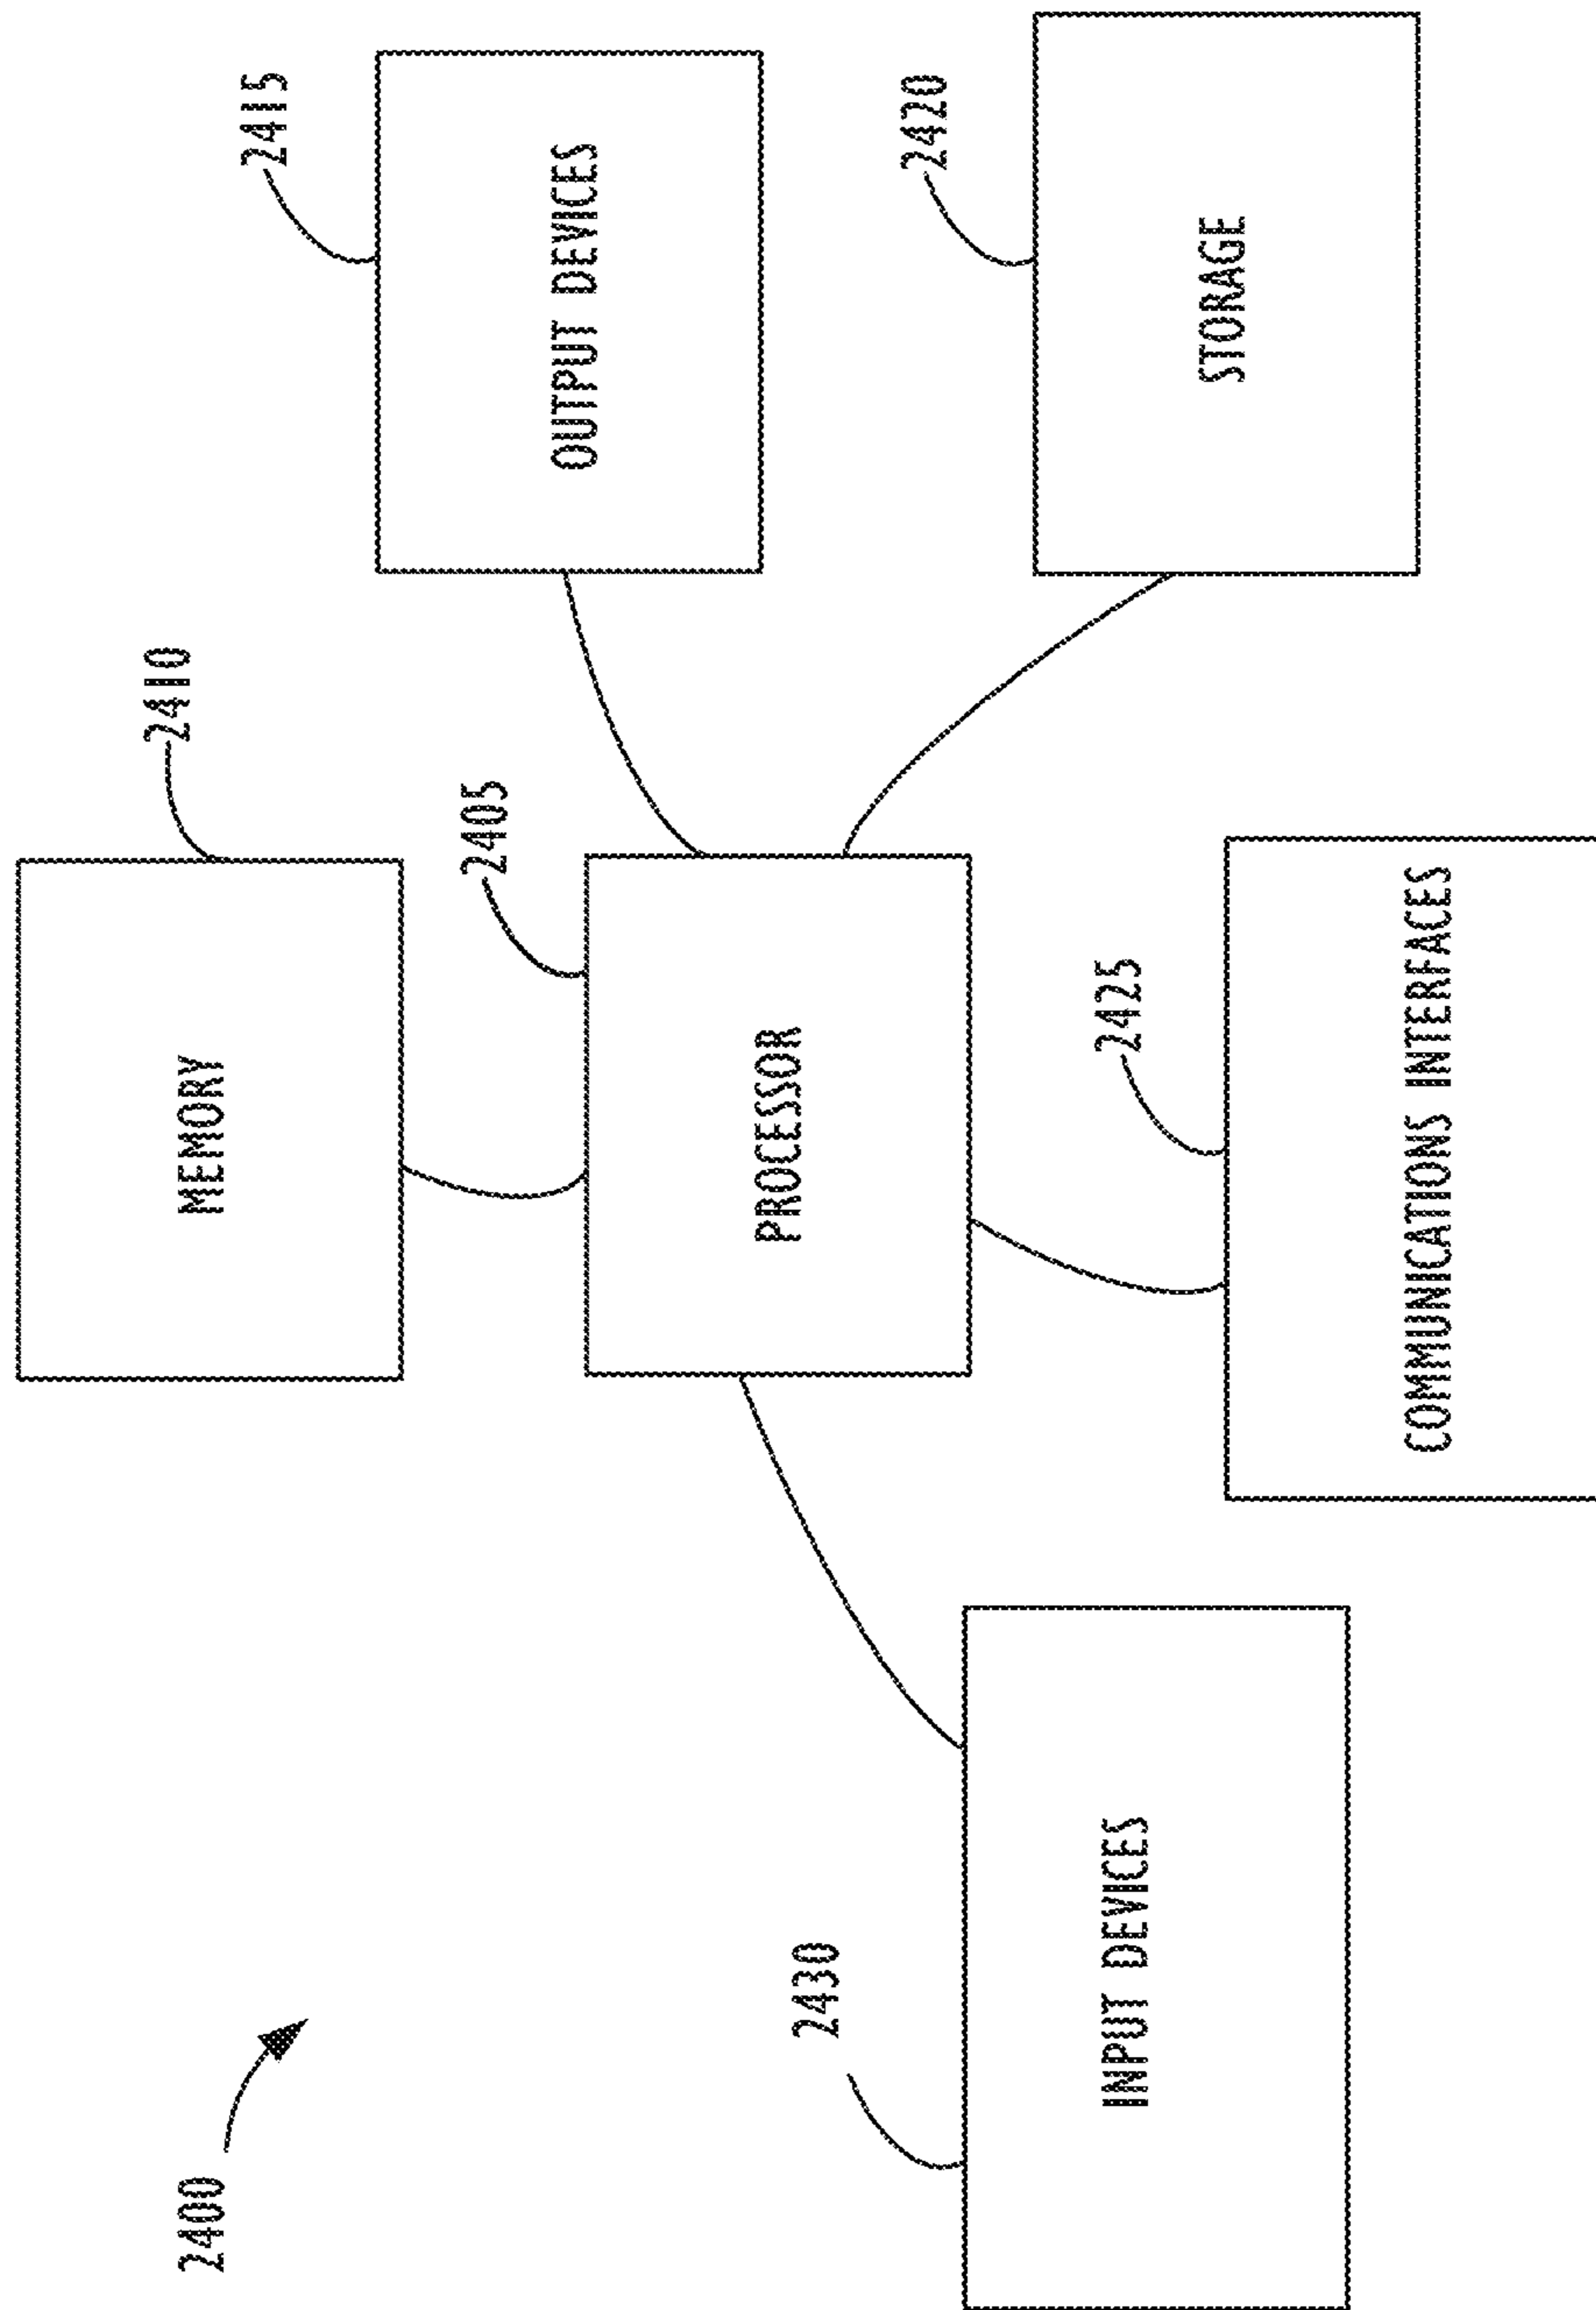 2400
MEMORY
2410
2405
PROCESSOR
OUTPUT DEVICES
2415
2430
INPUT DEVICES
2425
COMMUNICATIONS INTERFACES
2420
STORAGE